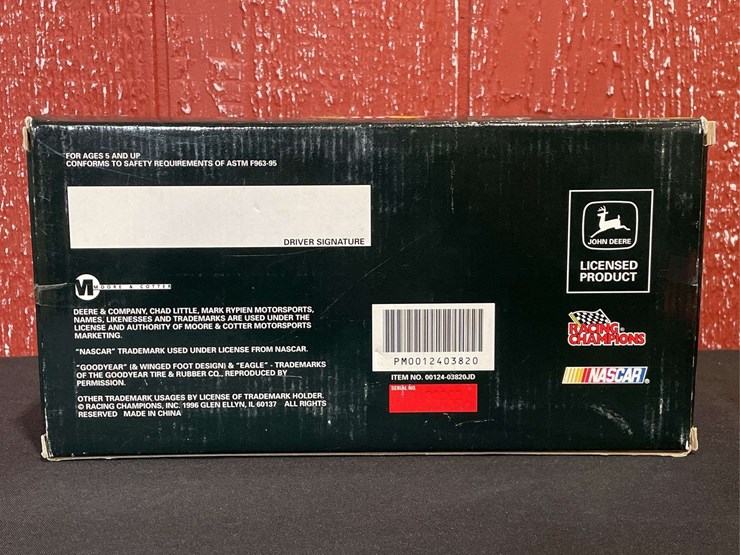 FOR AGES 5 AND UP
CONFORMS TO SAFETY REQUIREMENTS OF ASTM F963-95
DRIVER SIGNATURE
M MOORE & COTTER
DEERE & COMPANY, CHAD LITTLE, MARK RYPIEN MOTORSPORTS,
NAMES, LIKENESSES AND TRADEMARKS ARE USED UNDER THE
LICENSE AND AUTHORITY OF MOORE & COTTER MOTORSPORTS
MARKETING.
"NASCAR" TRADEMARK USED UNDER LICENSE FROM NASCAR.
"GOODYEAR" (& WINGED FOOT DESIGN) & "EAGLE" - TRADEMARKS
OF THE GOODYEAR TIRE & RUBBER CO., REPRODUCED BY
PERMISSION.
OTHER TRADEMARK USAGES BY LICENSE OF TRADEMARK HOLDER.
© RACING CHAMPIONS, INC. 1996 GLEN ELLYN, IL 60137 ALL RIGHTS
RESERVED MADE IN CHINA
PM0012403820
ITEM NO. 00124-03820JD
SERIAL NO.
JOHN DEERE
LICENSED
PRODUCT
RACING
CHAMPIONS®
NASCAR®